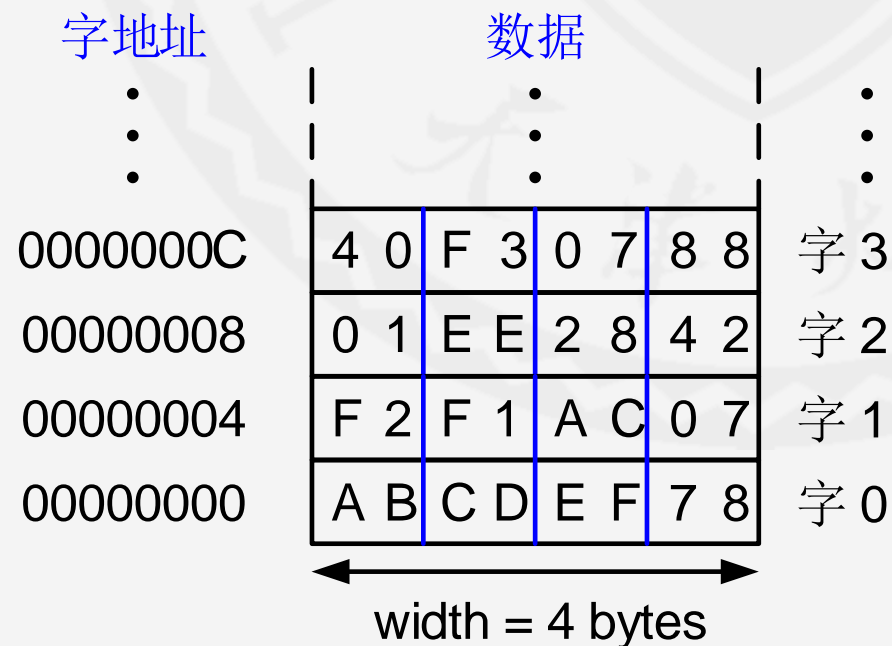 字地址 数据
0000000C 4 0 F 3 0 7 8 8 字 3
00000008 0 1 E E 2 8 4 2 字 2
00000004 F 2 F 1 A C 0 7 字 1
00000000 A B C D E F 7 8 字 0
width = 4 bytes